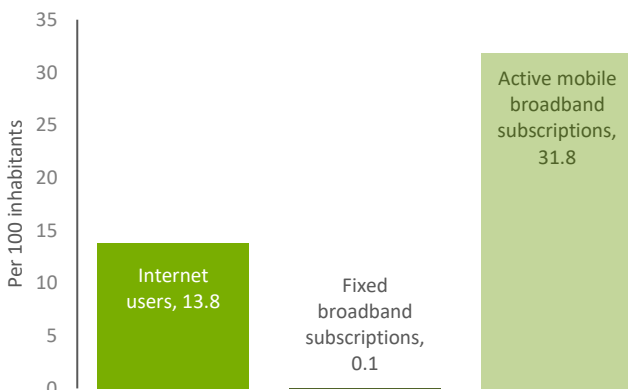 35
30
25
20
15
10
5
0
Per 100 inhabitants
Internet
users, 13.8
Fixed
broadband
subscriptions,
0.1
Active mobile
broadband
subscriptions,
31.8